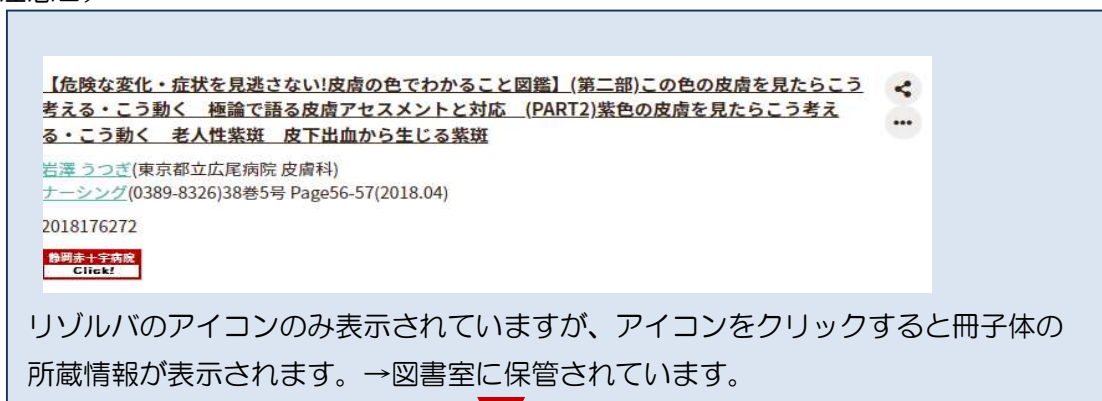 【危険な変化・症状を見逃さない!皮膚の色でわかること図鑑】(第二部)この色の皮膚を見たらこう
考える・こう動く 極論で語る皮膚アセスメントと対応 (PART2)紫色の皮膚を見たらこう考え
る・こう動く 老人性紫斑 皮下出血から生じる紫斑
岩澤 うつぎ(東京都立広尾病院 皮膚科)
ナーシング(0389-8326)38巻5号 Page56-57(2018.04)
2018176272
静岡赤十字病院
Click!
リゾルバのアイコンのみ表示されていますが、アイコンをクリックすると冊子体の
所蔵情報が表示されます。→図書室に保管されています。